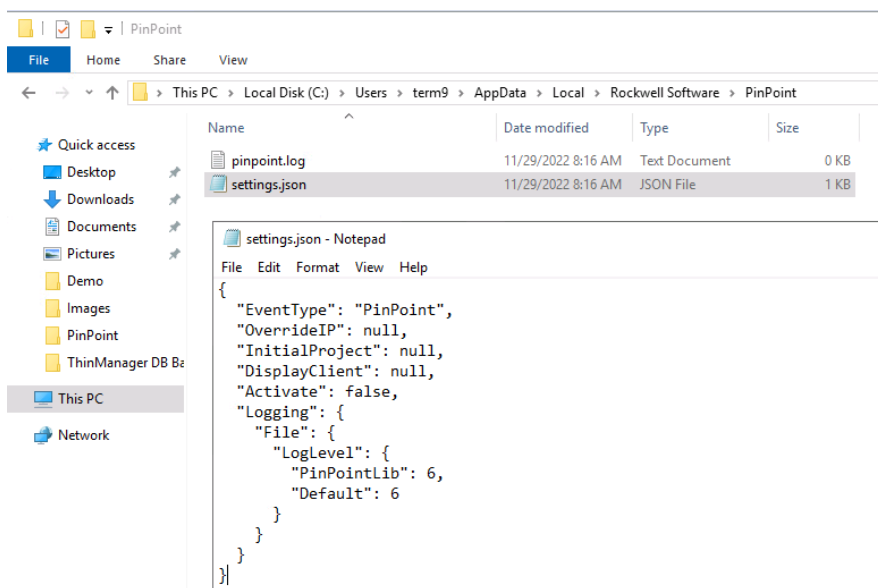 PinPoint
File Home Share View
This PC > Local Disk (C:) > Users > term9 > AppData > Local > Rockwell Software > PinPoint
Name Date modified Type Size
Quick access
Desktop
Downloads
Documents
Pictures
Demo
Images
PinPoint
ThinManager DB Ba
This PC
Network
pinpoint.log 11/29/2022 8:16 AM Text Document 0 KB
settings.json 11/29/2022 8:16 AM JSON File 1 KB
settings.json - Notepad
File Edit Format View Help
{
  "EventType": "PinPoint",
  "OverrideIP": null,
  "InitialProject": null,
  "DisplayClient": null,
  "Activate": false,
  "Logging": {
    "File": {
      "LogLevel": {
        "PinPointLib": 6,
        "Default": 6
      }
    }
  }
}